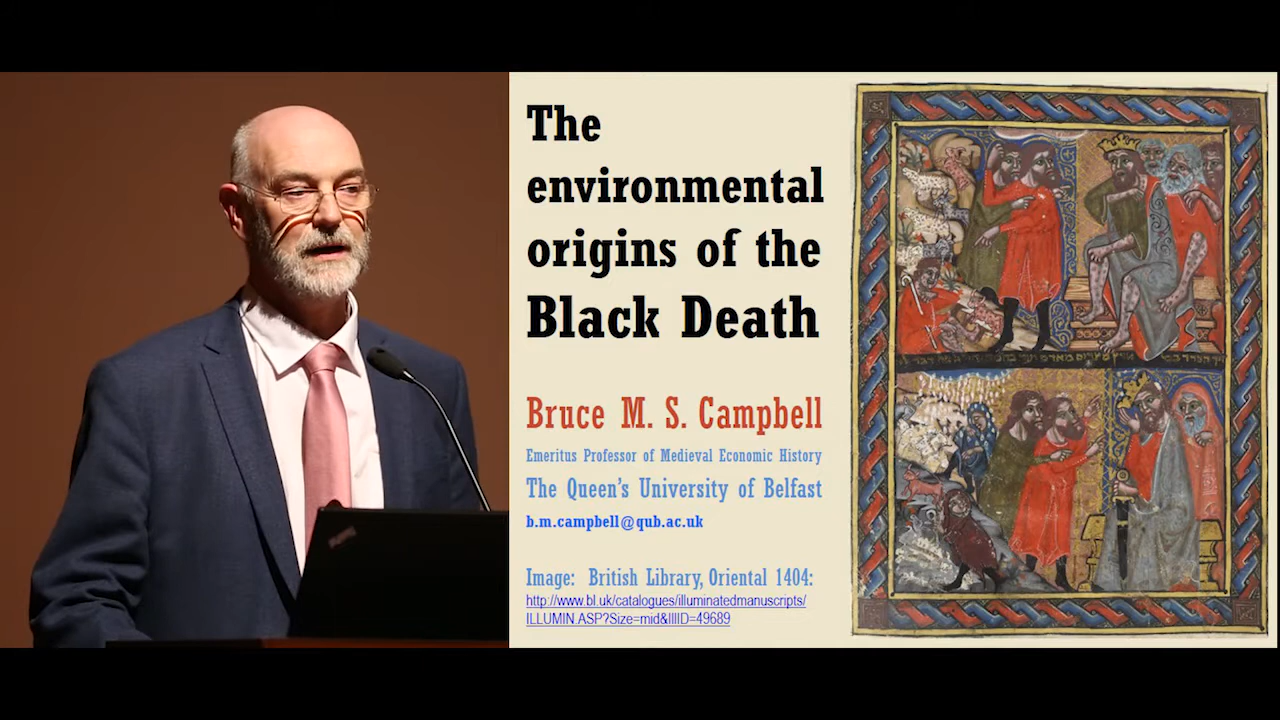 The
environmental
origins of the
Black Death
Bruce M. S. Campbell
Emeritus Professor of Medieval Economic History
The Queen's University of Belfast
b.m.campbell@qub.ac.uk
Image: British Library, Oriental 1404:
http://www.bl.uk/catalogues/illuminatedmanuscripts/
ILLUMIN.ASP?Size=mid&IllID=49689